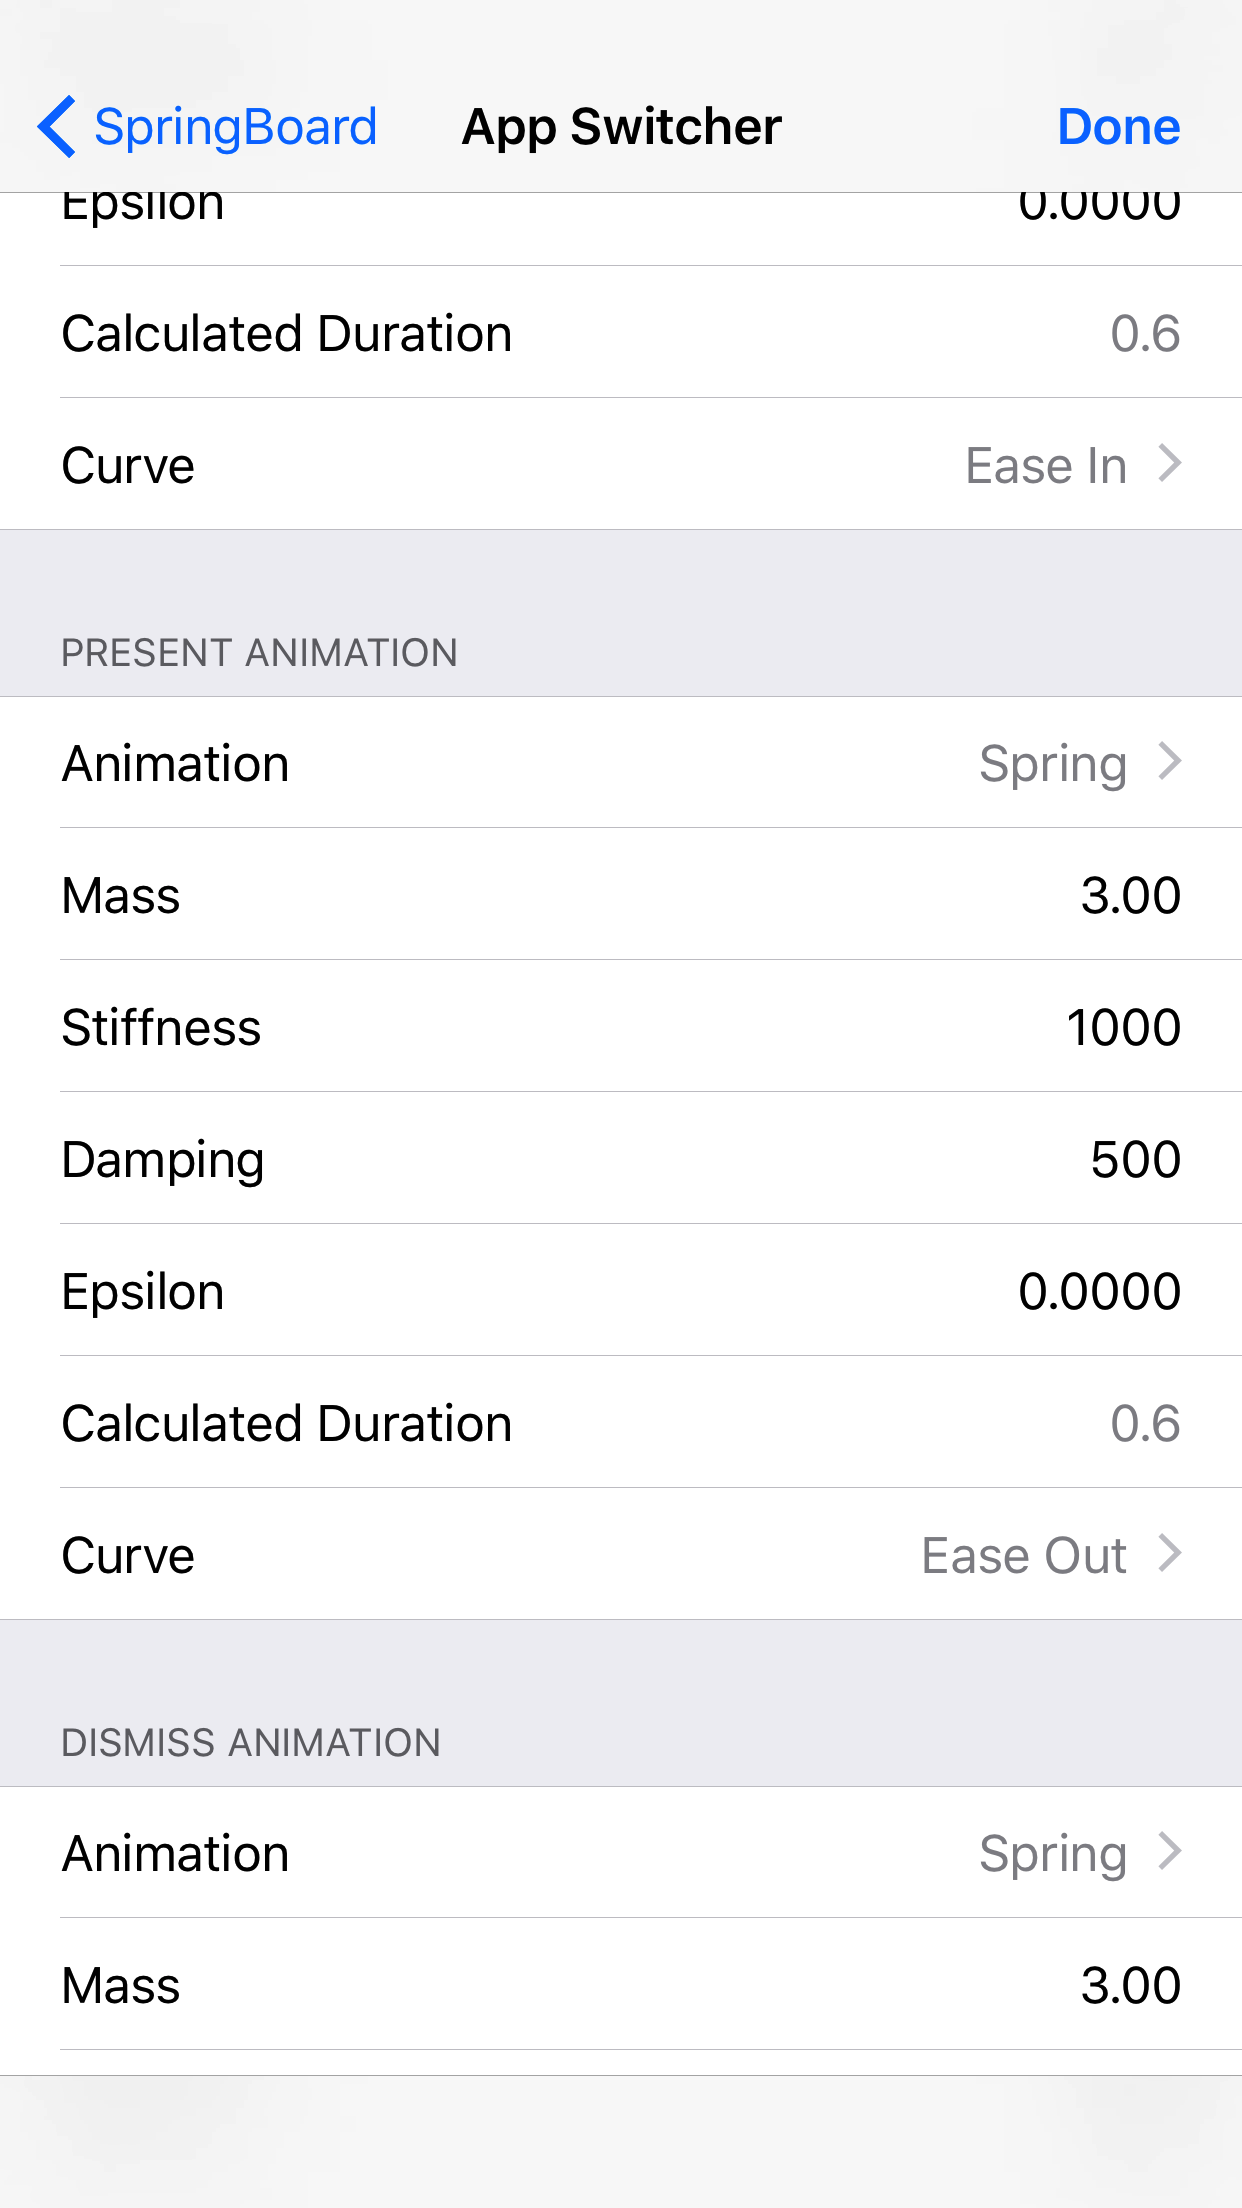 SpringBoard App Switcher Done
Epsilon 0.0000
Calculated Duration 0.6
Curve Ease In
PRESENT ANIMATION
Animation Spring
Mass 3.00
Stiffness 1000
Damping 500
Epsilon 0.0000
Calculated Duration 0.6
Curve Ease Out
DISMISS ANIMATION
Animation Spring
Mass 3.00